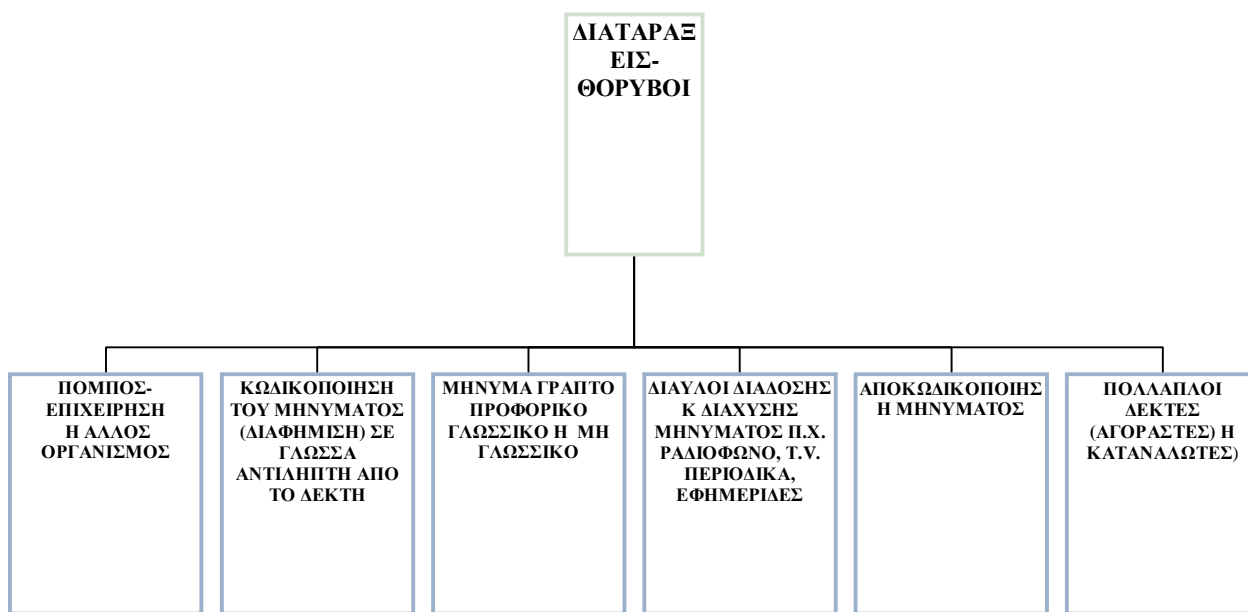 ΔΙΑΤΑΡΑΞ
ΕΙΣ-
ΘΟΡΥΒΟΙ
ΠΟΜΠΟΣ-
ΕΠΙΧΕΙΡΗΣΗ
Η ΑΛΛΟΣ
ΟΡΓΑΝΙΣΜΟΣ
ΚΩΔΙΚΟΠΟΙΗΣΗ
ΤΟΥ ΜΗΝΥΜΑΤΟΣ
(ΔΙΑΦΗΜΙΣΗ) ΣΕ
ΓΛΩΣΣΑ
ΑΝΤΙΛΗΠΤΗ ΑΠΟ
ΤΟ ΔΕΚΤΗ
ΜΗΝΥΜΑ ΓΡΑΠΤΟ
ΠΡΟΦΟΡΙΚΟ
ΓΛΩΣΣΙΚΟ Η ΜΗ
ΓΛΩΣΣΙΚΟ
ΔΙΑΥΛΟΙ ΔΙΑΔΟΣΗΣ
Κ ΔΙΑΧΥΣΗΣ
ΜΗΝΥΜΑΤΟΣ Π.Χ.
ΡΑΔΙΟΦΩΝΟ, T.V.
ΠΕΡΙΟΔΙΚΑ,
ΕΦΗΜΕΡΙΔΕΣ
ΑΠΟΚΩΔΙΚΟΠΟΙΗΣ
Η ΜΗΝΥΜΑΤΟΣ
ΠΟΛΛΑΠΛΟΙ
ΔΕΚΤΕΣ
(ΑΓΟΡΑΣΤΕΣ) Η
ΚΑΤΑΝΑΛΩΤΕΣ)